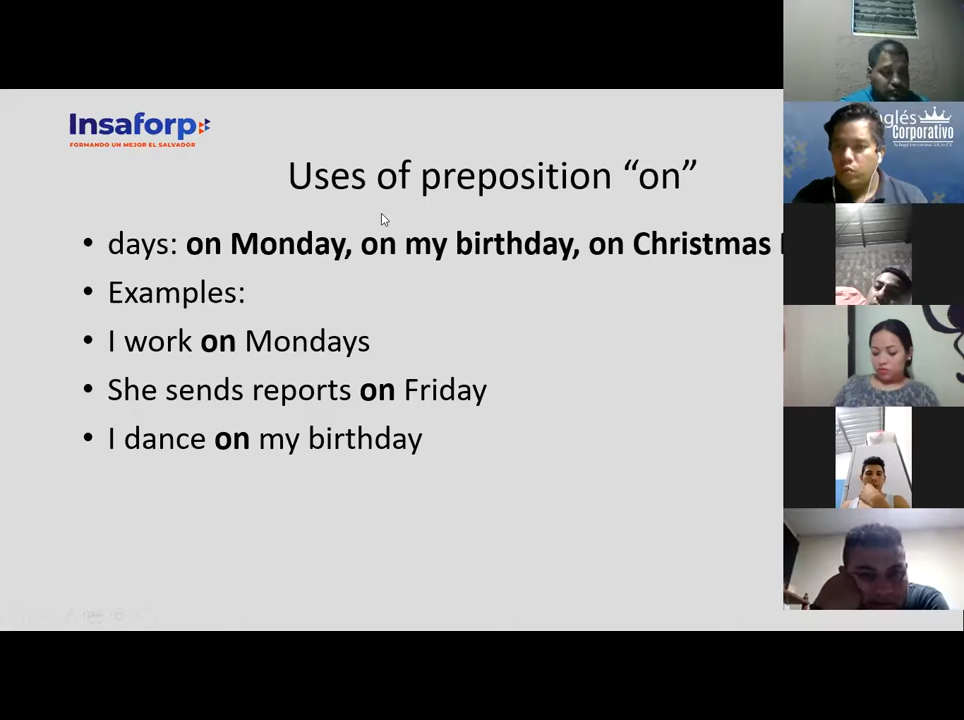 Insaforp
FORMANDO UN MEJOR EL SALVADOR
Uses of preposition “on”
• days: on Monday, on my birthday, on Christmas
• Examples:
• I work on Mondays
• She sends reports on Friday
• I dance on my birthday
glés
Corporativo